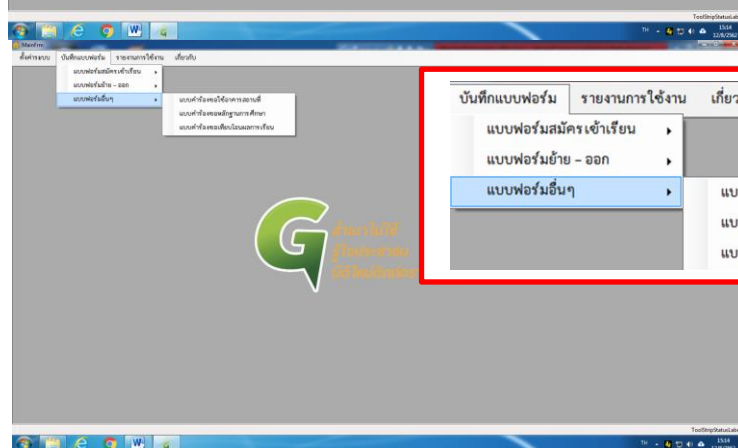 ToolStripStatusLabel
TH
15:14
12/8/2562
MainFrm
ตั้งค่าระบบ บันทึกแบบฟอร์ม รายงานการใช้งาน เกี่ยวกับ
แบบฟอร์มสมัครเข้าเรียน
แบบฟอร์มย้าย - ออก
แบบฟอร์มอื่นๆ
แบบคำร้องขอใช้อาคารสถานที่
แบบคำร้องขอหลักฐานการศึกษา
แบบคำร้องขอเทียบโอนผลการเรียน
บันทึกแบบฟอร์ม รายงานการใช้งาน เกี่ยว
แบบฟอร์มสมัครเข้าเรียน
แบบฟอร์มย้าย – ออก
แบบฟอร์มอื่นๆ
แบ
แบ
แบ
G
ToolStripStatusLabel
TH
15:14